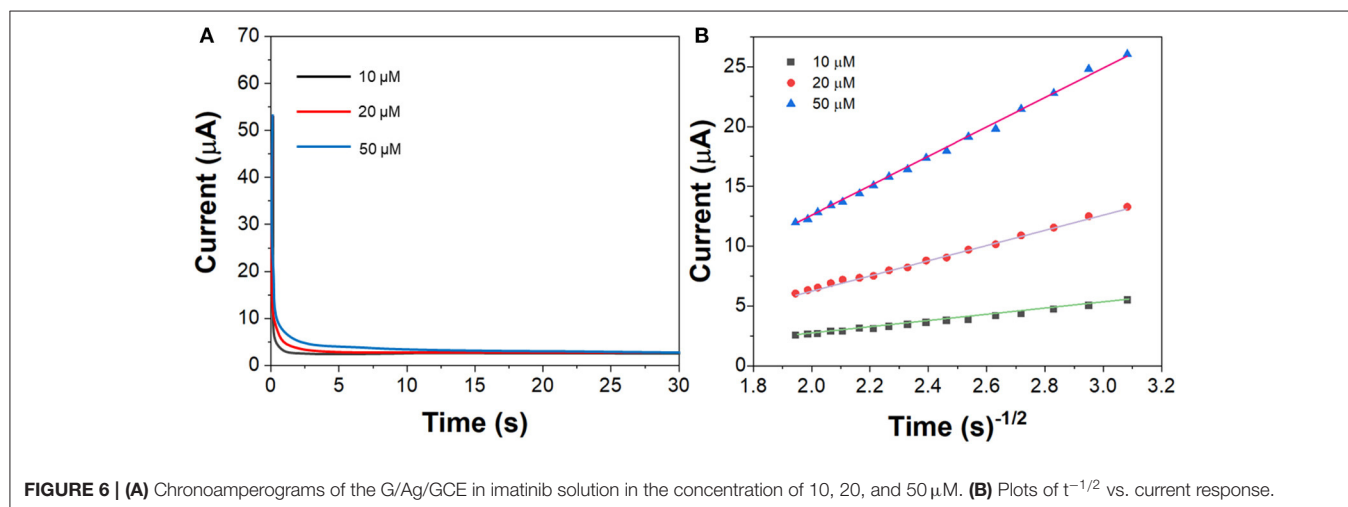 A
Current (μA)
70
60
50
40
30
20
10
0
10 μM
20 μM
50 μM
0 5 10 15 20 25 30
Time (s)
B
Current (μA)
25
20
15
10
5
0
10 μM
20 μM
50 μM
1.8 2.0 2.2 2.4 2.6 2.8 3.0 3.2
Time (s)⁻¹/²
FIGURE 6 | (A) Chronoamperograms of the G/Ag/GCE in imatinib solution in the concentration of 10, 20, and 50 μM. (B) Plots of t⁻¹/² vs. current response.